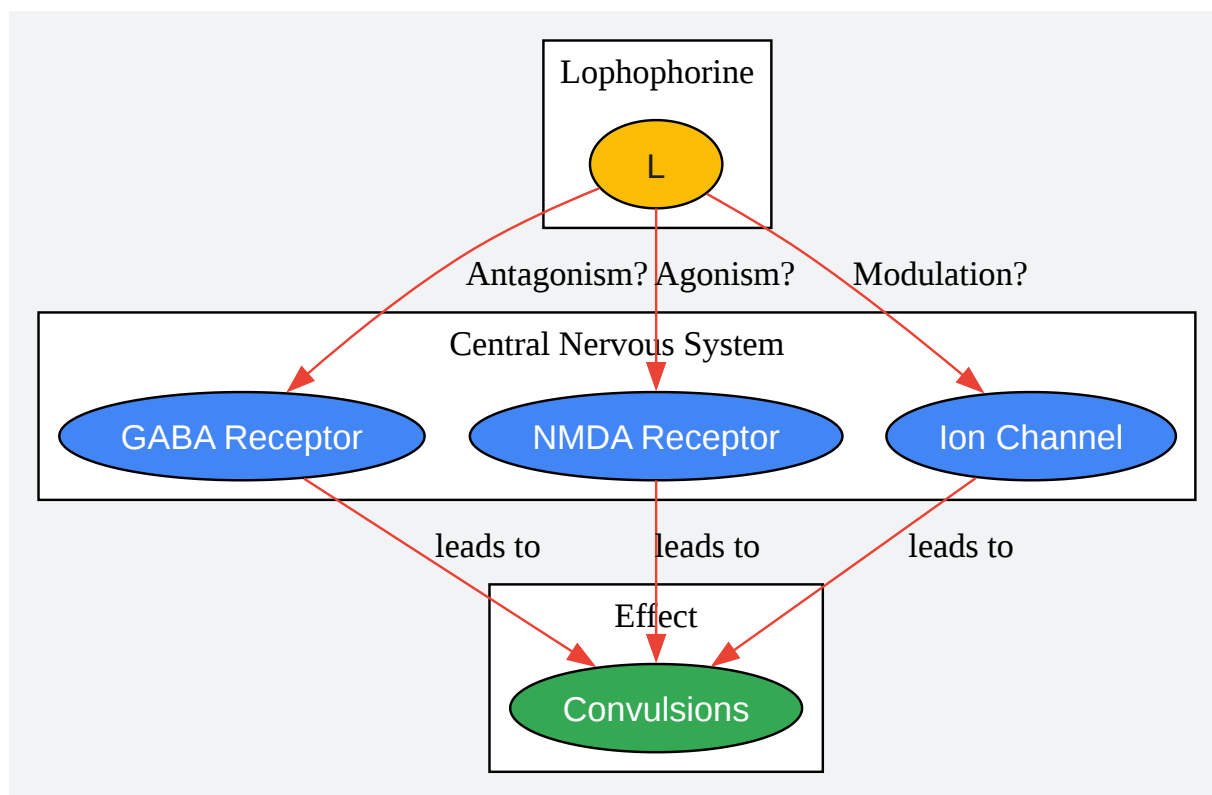 Lophophorine
L
Antagonism?
Agonism?
Modulation?
Central Nervous System
GABA Receptor
NMDA Receptor
Ion Channel
leads to
leads to
leads to
Effect
Convulsions